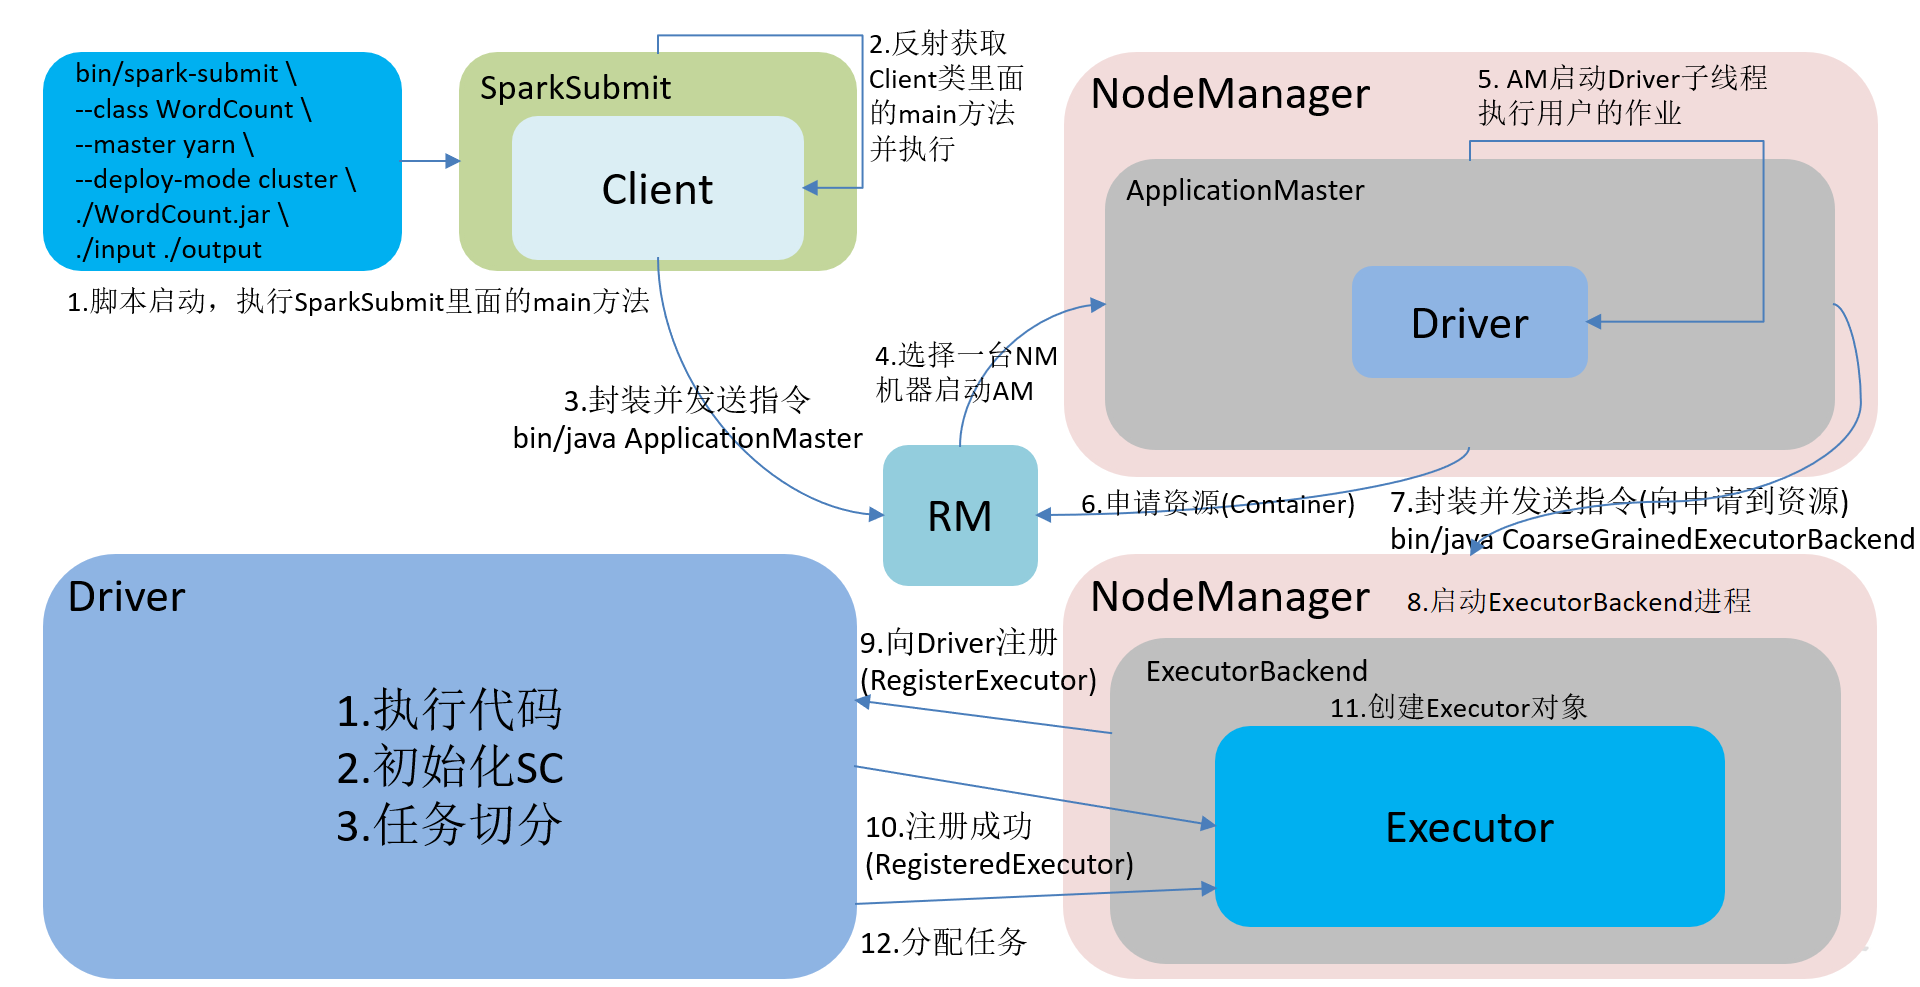 bin/spark-submit \
--class WordCount \
--master yarn \
--deploy-mode cluster \
./WordCount.jar \
./input ./output
1.脚本启动，执行SparkSubmit里面的main方法
SparkSubmit
Client
2.反射获取
Client类里面
的main方法
并执行
3.封装并发送指令
bin/java ApplicationMaster
RM
4.选择一台NM
机器启动AM
NodeManager
5. AM启动Driver子线程
执行用户的作业
ApplicationMaster
Driver
6.申请资源(Container)
7.封装并发送指令(向申请到资源)
bin/java CoarseGrainedExecutorBackend
Driver
1.执行代码
2.初始化SC
3.任务切分
NodeManager
8.启动ExecutorBackend进程
9.向Driver注册
(RegisterExecutor)
ExecutorBackend
11.创建Executor对象
Executor
10.注册成功
(RegisteredExecutor)
12.分配任务